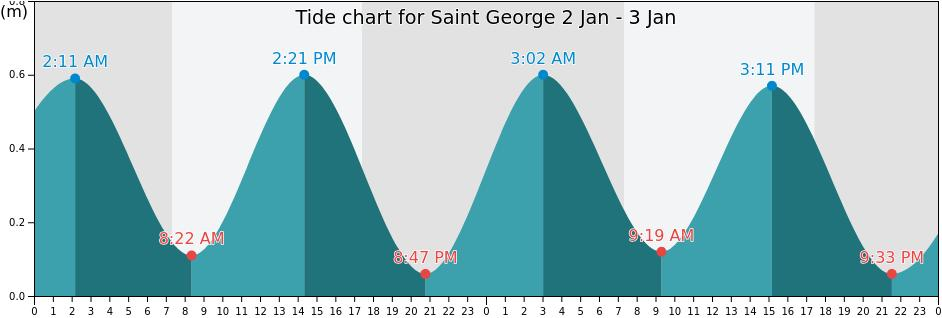 (m)
0.8
Tide chart for Saint George 2 Jan - 3 Jan
2:11 AM
2:21 PM
3:02 AM
3:11 PM
0.6
0.4
0.2
8:22 AM
8:47 PM
9:19 AM
9:33 PM
0.0
0 1 2 3 4 5 6 7 8 9 10 11 12 13 14 15 16 17 18 19 20 21 22 23 0 1 2 3 4 5 6 7 8 9 10 11 12 13 14 15 16 17 18 19 20 21 22 23 0